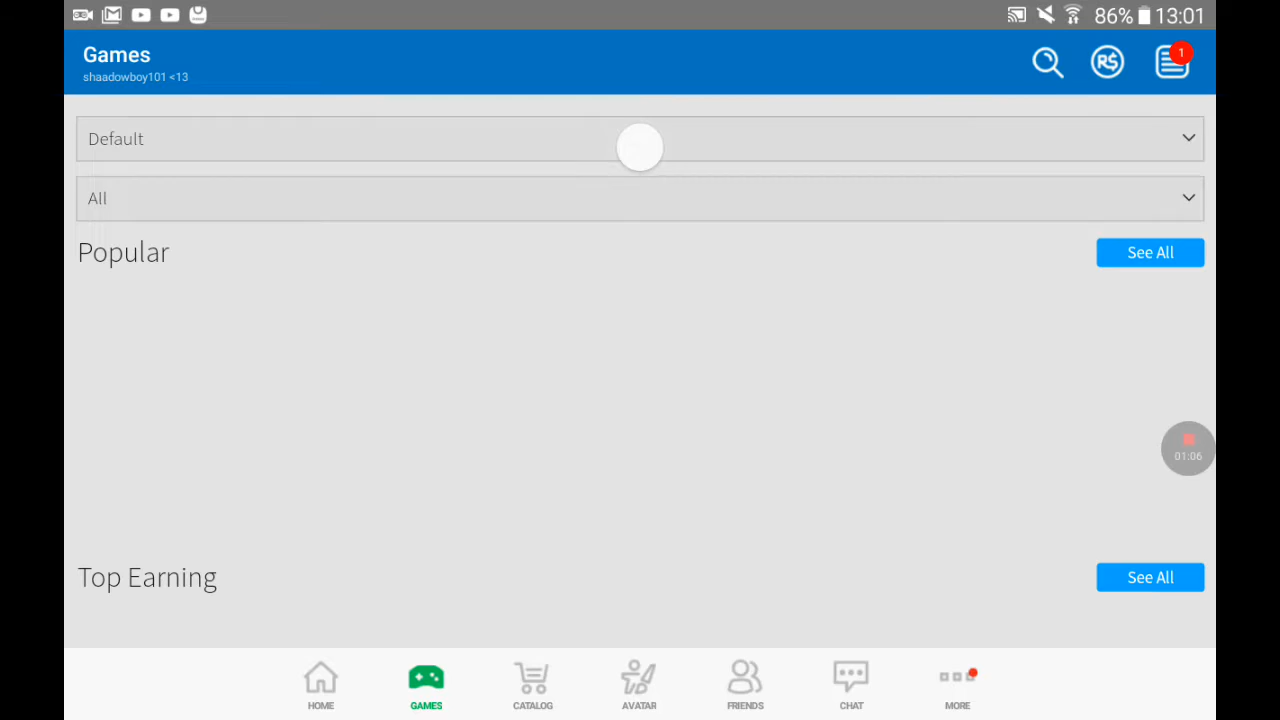 86% 13:01
Games
shaadowboy101 <13
R$
1
Default
All
Popular
See All
01:06
Top Earning
See All
HOME
GAMES
CATALOG
AVATAR
FRIENDS
CHAT
MORE